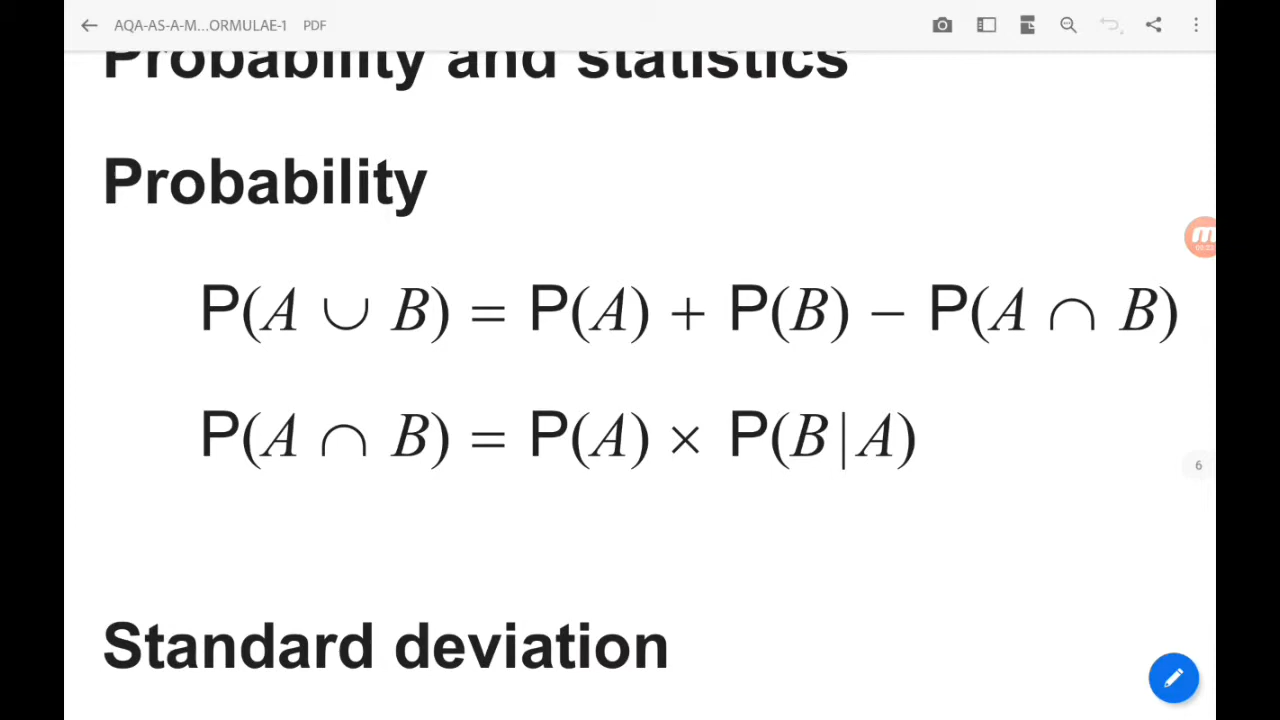 AQA-AS-A-M...ORMULAE-1 PDF
Probability and statistics
Probability
P(A ∪ B) = P(A) + P(B) − P(A ∩ B)
P(A ∩ B) = P(A) × P(B|A)
6
Standard deviation